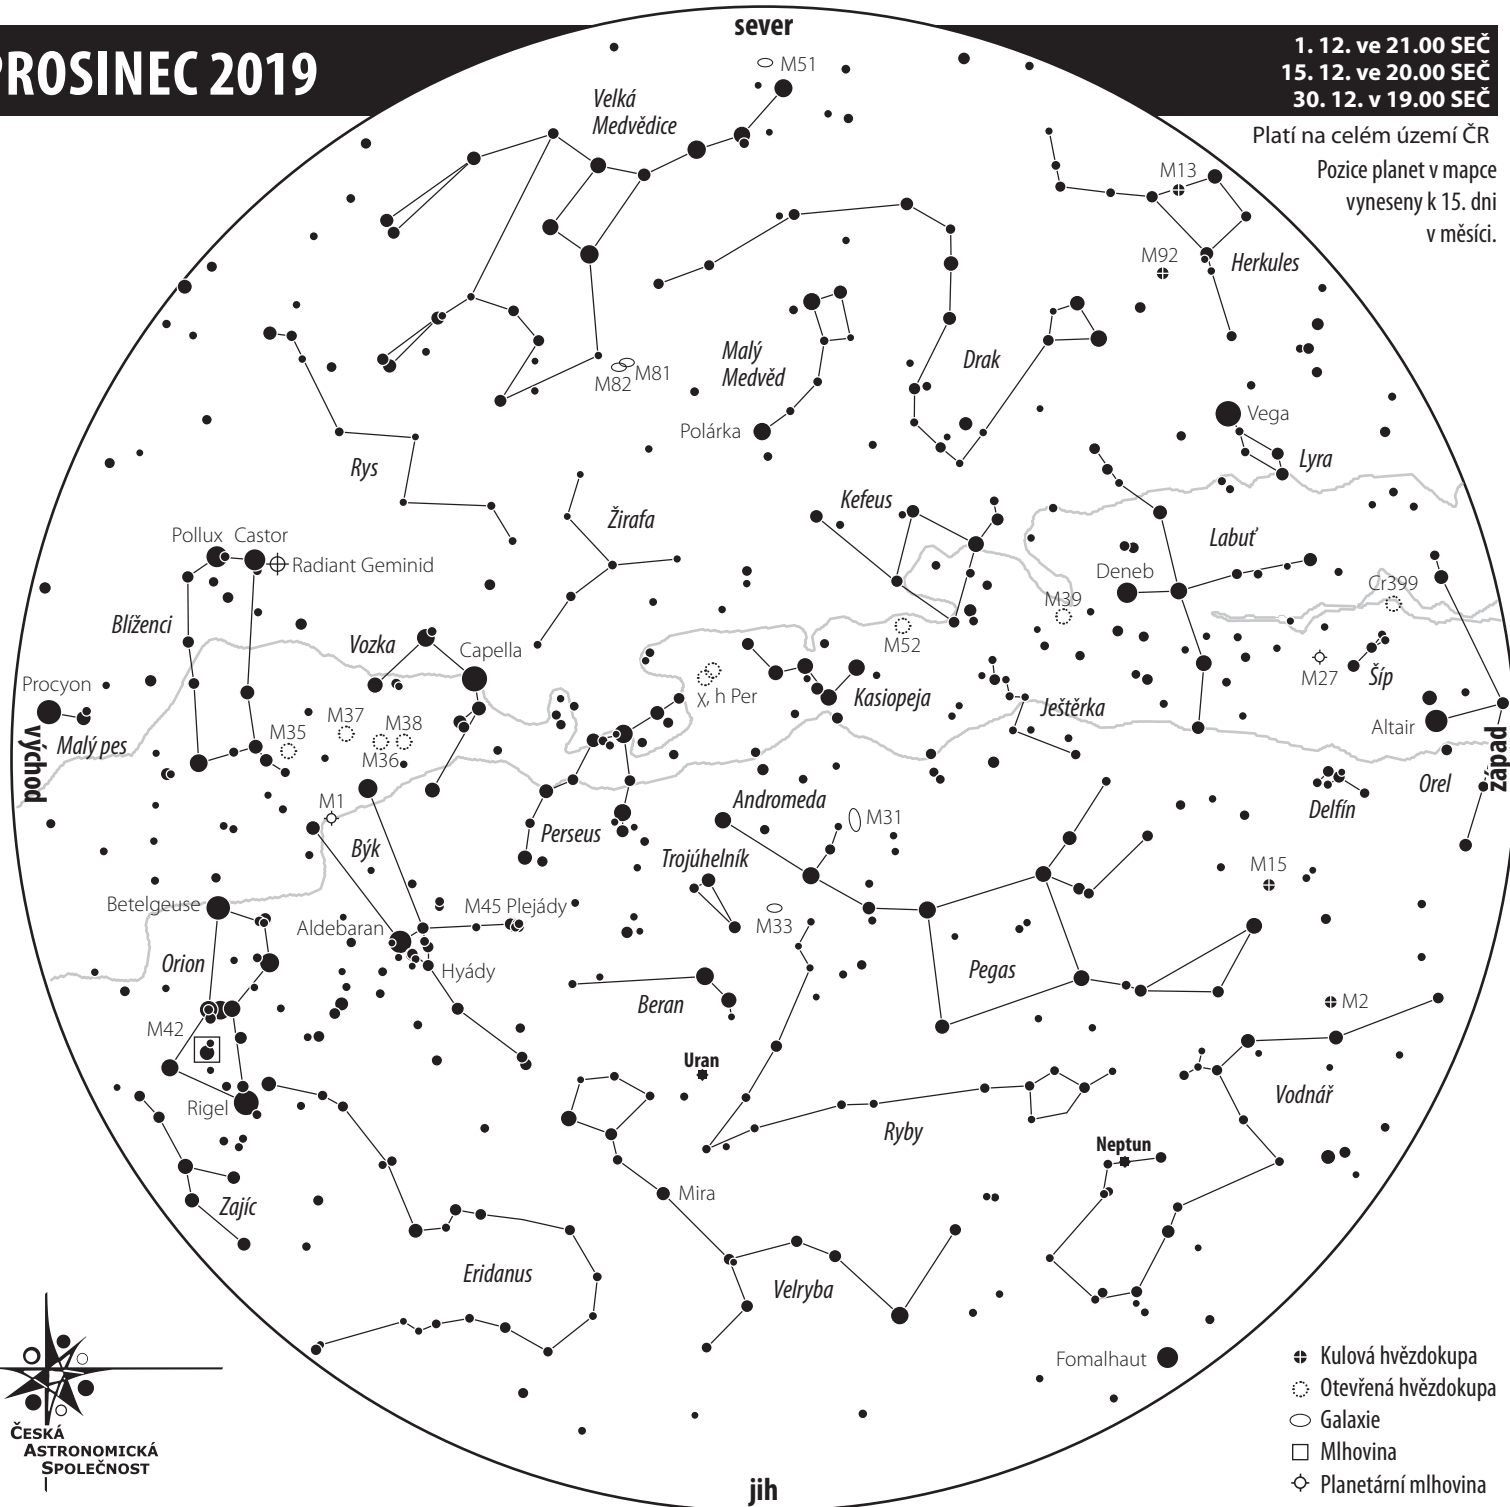 sever
PROSINEC 2019
1. 12. ve 21.00 SEČ
15. 12. ve 20.00 SEČ
30. 12. v 19.00 SEČ
Platí na celém území ČR
Pozice planet v mapce
vyneseny k 15. dni
v měsíci.
M51
Velká
Medvědice
M13
M92
Herkules
Malý
Medvěd
Drak
M82
M81
Polárka
Vega
Lyra
Rys
Žirafa
Kefeus
Labuť
Pollux
Castor
Radiant Geminid
Deneb
Cr399
M39
Blíženci
Vozka
Capella
M52
M27
Šíp
Procyon
χ, h Per
Kasiopeja
Ještěrka
Altair
Malý pes
východ
M35
M37
M38
M36
západ
Orel
M1
Andromeda
M31
Delfín
Perseus
Býk
Trojúhelník
M15
Betelgeuse
M45 Plejády
M33
Aldebaran
Orion
Hyády
Pegas
Beran
M2
M42
Uran
Vodnář
Rigel
Ryby
Neptun
Mira
Zajíc
Eridanus
Velryba
Fomalhaut
Kulová hvězdokupa
Otevřená hvězdokupa
Galaxie
Mlhovina
Planetární mlhovina
ČESKÁ
ASTRONOMICKÁ
SPOLEČNOST
jih